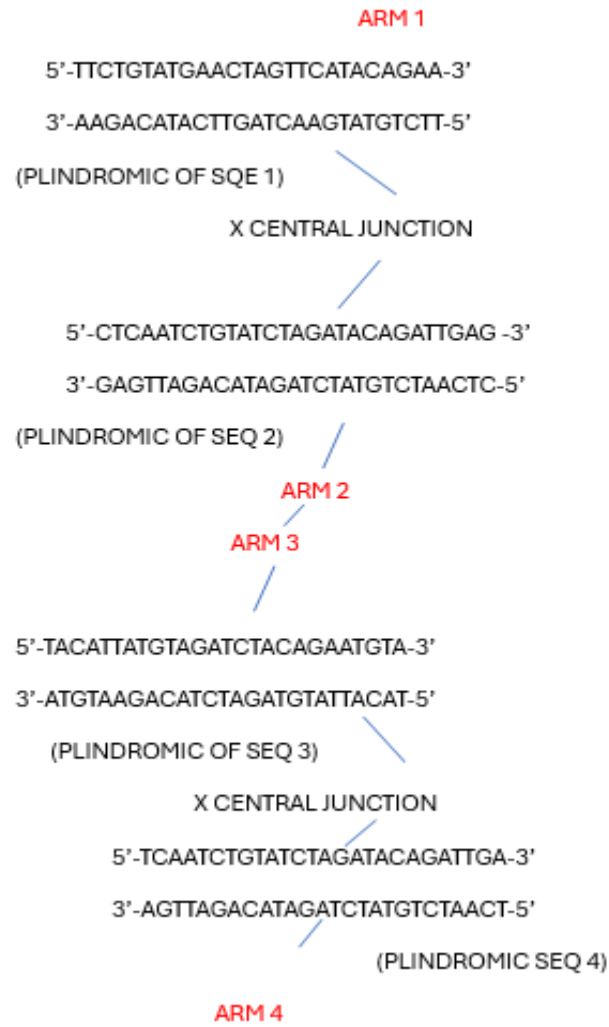 ARM 1
5’-TTCTGTATGAACTAGTTCATACAGAA-3’
3’-AAGACATACTTGATCAAGTATGTCTT-5’
(PLINDROMIC OF SQE 1)
X CENTRAL JUNCTION
5’-CTCAATCTGTATCTAGATACAGATTGAG -3’
3’-GAGTTAGACATAGATCTATGTCTAACTC-5’
(PLINDROMIC OF SEQ 2)
ARM 2
ARM 3
5’-TACATTATGTAGATCTACAGAATGTA-3’
3’-ATGTAAGACATCTAGATGTATTACAT-5’
(PLINDROMIC OF SEQ 3)
X CENTRAL JUNCTION
5’-TCAATCTGTATCTAGATACAGATTGA-3’
3’-AGTTAGACATAGATCTATGTCTAACT-5’
(PLINDROMIC SEQ 4)
ARM 4